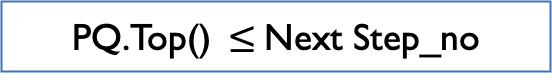 PQ.Top() ≤ Next Step_no